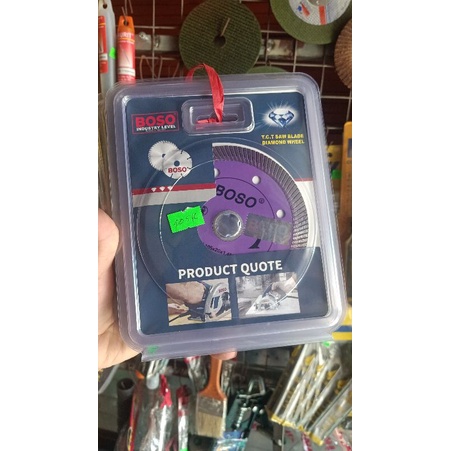 BOSO
INDUSTRY LEVEL
T.C.T SAW BLADE
DIAMOND WHEEL
BOSO
BOSO®
PRODUCT QUOTE